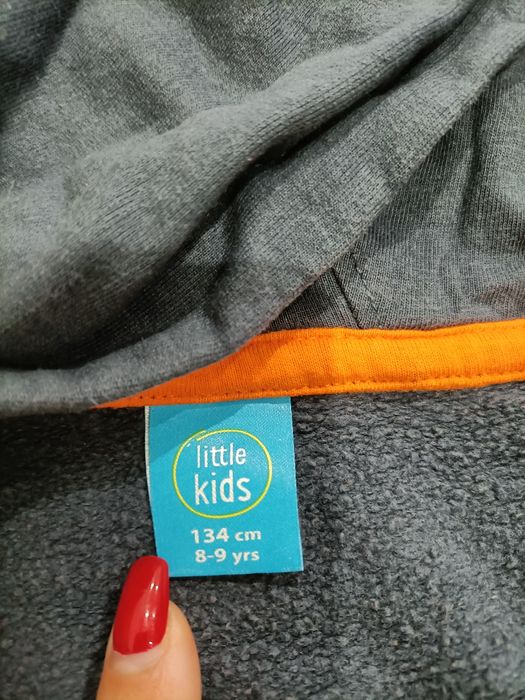 little
kids
134 cm
8-9 yrs